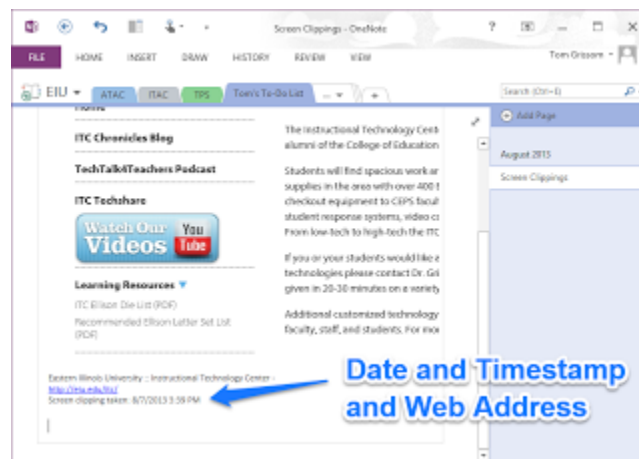 Screen Clippings - OneNote
?
FILE HOME INSERT DRAW HISTORY REVIEW VIEW
Tom Grissom
EIU ATAC ITAC TPS Tom's To-Do List
Search (Ctrl+E)
Add Page
August 2013
Screen Clippings
Home
ITC Chronicles Blog
TechTalk4Teachers Podcast
ITC Techshare
Watch Our
Videos
You
Tube
Learning Resources
ITC Ellison Die List (PDF)
Recommended Ellison Letter Set List
(PDF)
The Instructional Technology Cent
alumni of the College of Education
Students will find spacious work ar
supplies in the area with over 400
checkout equipment to CEPS facul
student response systems, video c
From low-tech to high-tech the ITC
If you or your students would like a
technologies please contact Dr. Gri
given in 20-30 minutes on a variety
Additional customized technology
faculty, staff, and students. For mo
Eastern Illinois University :: Instructional Technology Center -
http://eiu.edu/itc/
Screen clipping taken: 8/7/2013 3:39 PM
Date and Timestamp
and Web Address